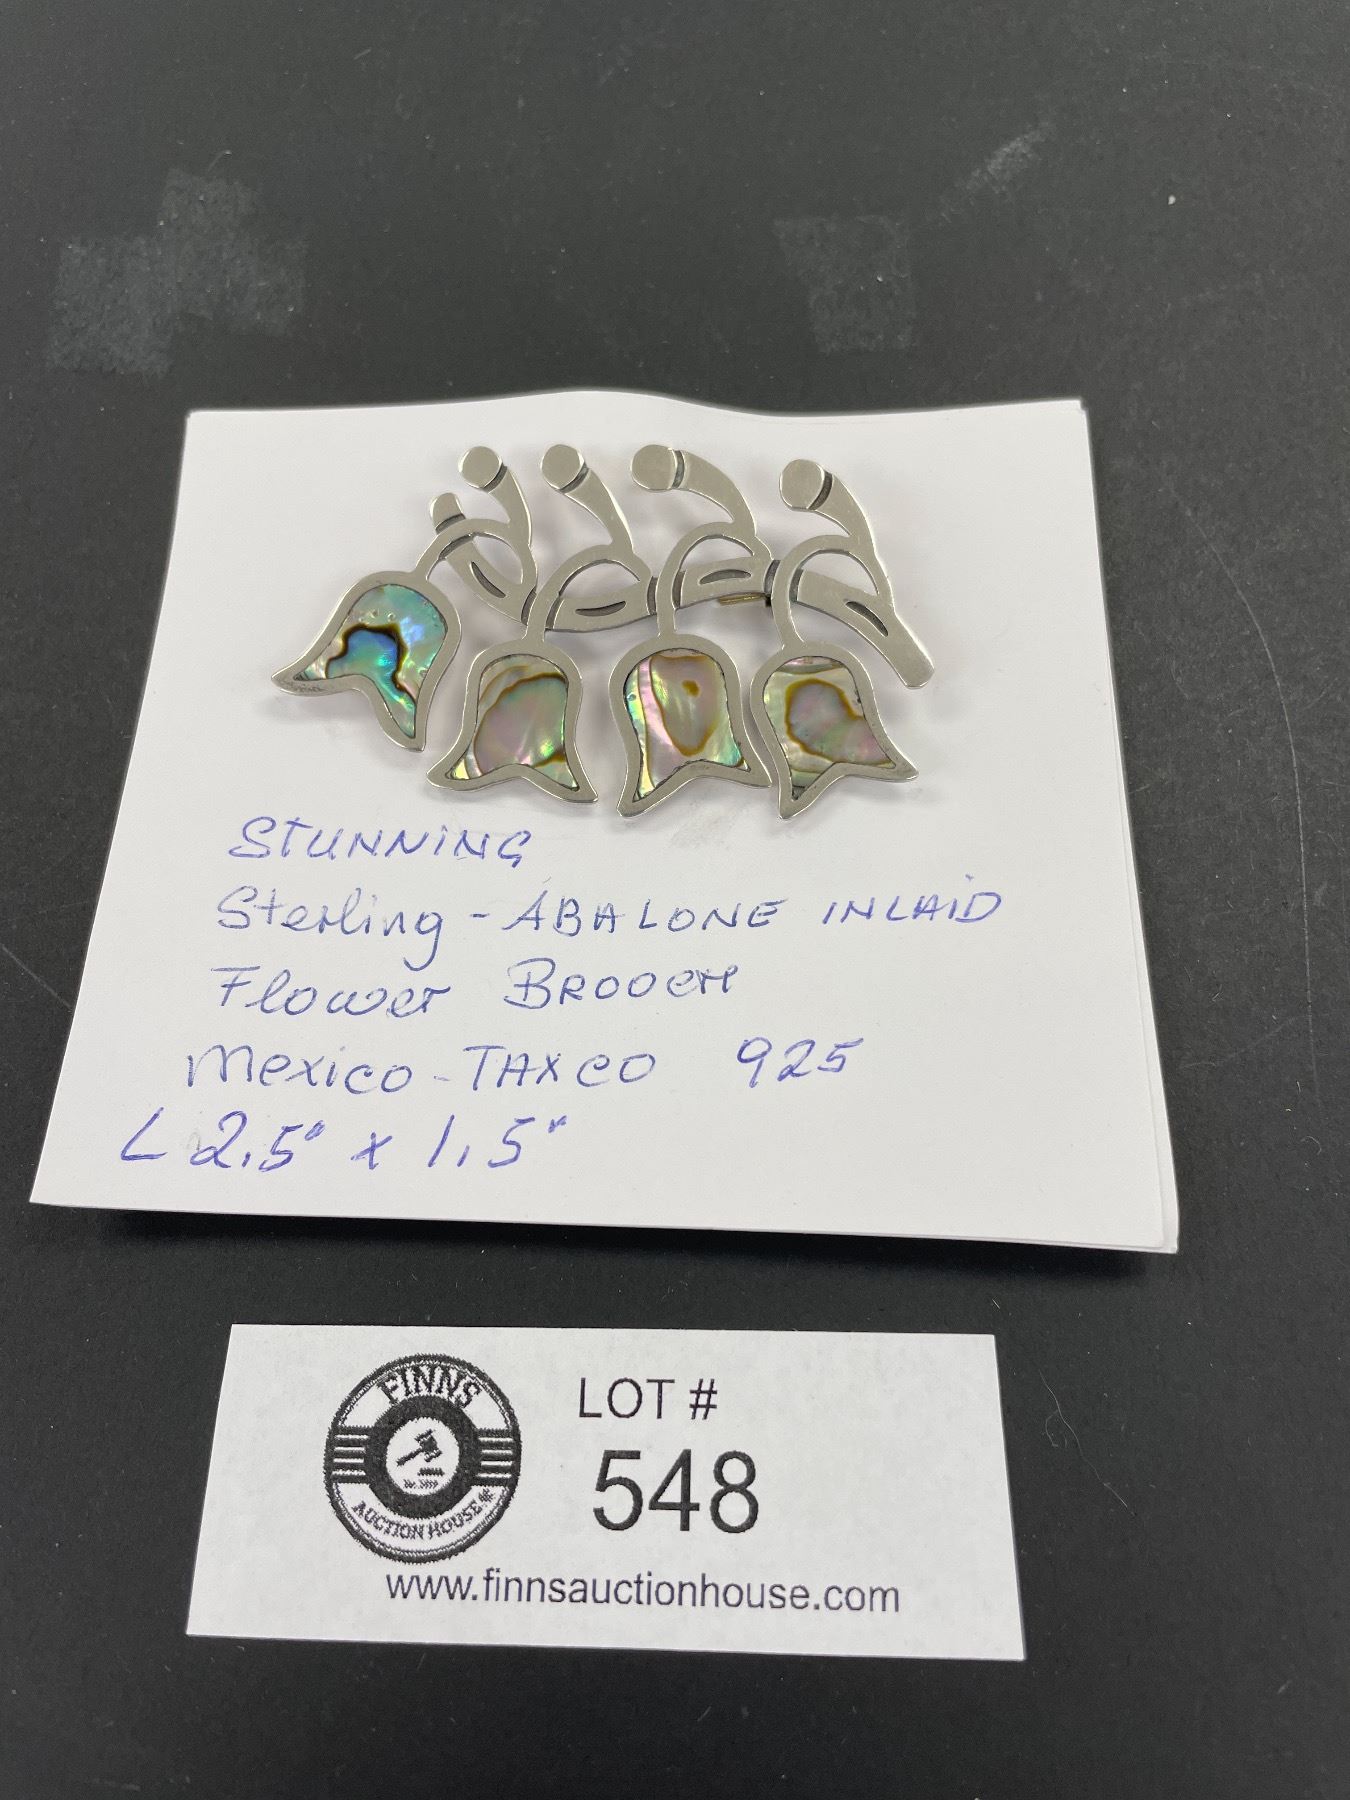 STUNNING
Sterling - ABALONE INLAID
Flower BROOCH
Mexico - TAXCO 925
L 2.5" x 1.5"
FINNS
AUCTION HOUSE
LOT #
548
www.finnsauctionhouse.com